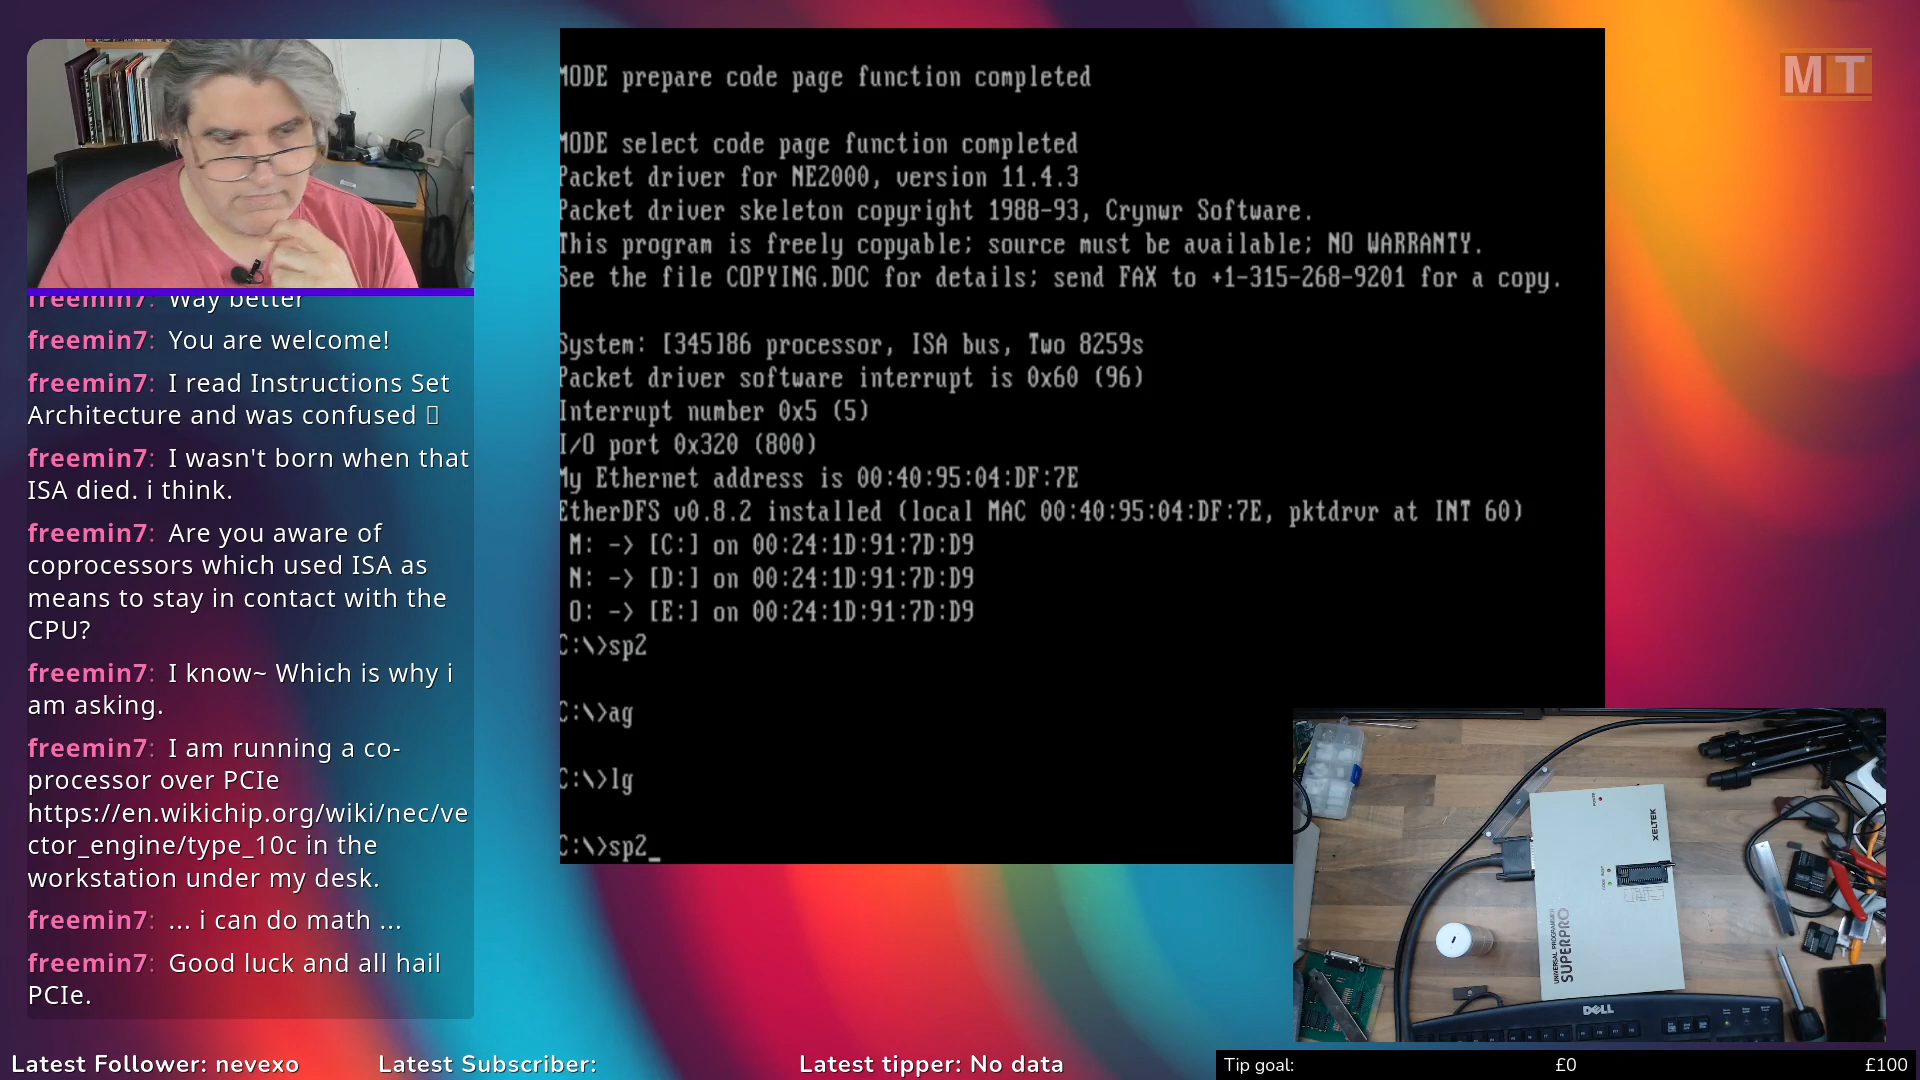 MODE prepare code page function completed
MODE select code page function completed
Packet driver for NE2000, version 11.4.3
Packet driver skeleton copyright 1988-93, Crynwr Software.
This program is freely copyable; source must be available; NO WARRANTY.
See the file COPYING.DOC for details; send FAX to +1-315-268-9201 for a copy.
System: [345]86 processor, ISA bus, Two 8259s
Packet driver software interrupt is 0x60 (96)
Interrupt number 0x5 (5)
I/O port 0x320 (800)
My Ethernet address is 00:40:95:04:DF:7E
EtherDFS v0.8.2 installed (local MAC 00:40:95:04:DF:7E, pktdrvr at INT 60)
M: -> [C:] on 00:24:1D:91:7D:D9
N: -> [D:] on 00:24:1D:91:7D:D9
O: -> [E:] on 00:24:1D:91:7D:D9
C:\>sp2
C:\>ag
C:\>lg
C:\>sp2_
MT
freemin7: Way better
freemin7: You are welcome!
freemin7: I read Instructions Set
Architecture and was confused
freemin7: I wasn't born when that
ISA died. i think.
freemin7: Are you aware of
coprocessors which used ISA as
means to stay in contact with the
CPU?
freemin7: I know~ Which is why i
am asking.
freemin7: I am running a co-
processor over PCIe
https://en.wikichip.org/wiki/nec/ve
ctor_engine/type_10c in the
workstation under my desk.
freemin7: ... i can do math ...
freemin7: Good luck and all hail
PCIe.
XELTEK
UNIVERSAL PROGRAMMER
SUPERPRO
DELL
Latest Follower: nevexo
Latest Subscriber:
Latest tipper: No data
Tip goal:
£0
£100